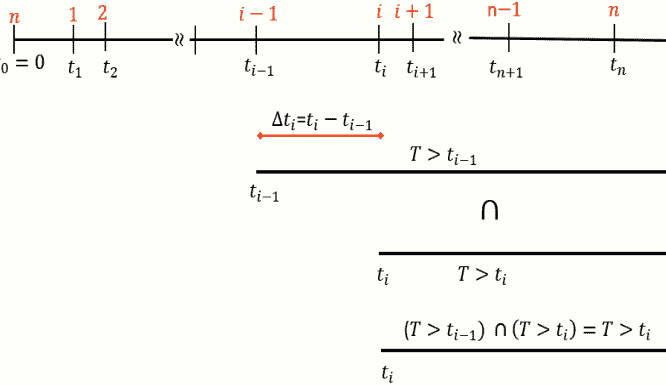 n 1 2 i − 1 i i + 1 n−1 n
₀ = 0 t₁ t₂ tᵢ₋₁ tᵢ tᵢ₊₁ tₙ₊₁ tₙ
Δtᵢ=tᵢ − tᵢ₋₁
T > tᵢ₋₁
tᵢ₋₁
∩
tᵢ T > tᵢ
(T > tᵢ₋₁) ∩ (T > tᵢ) = T > tᵢ
tᵢ